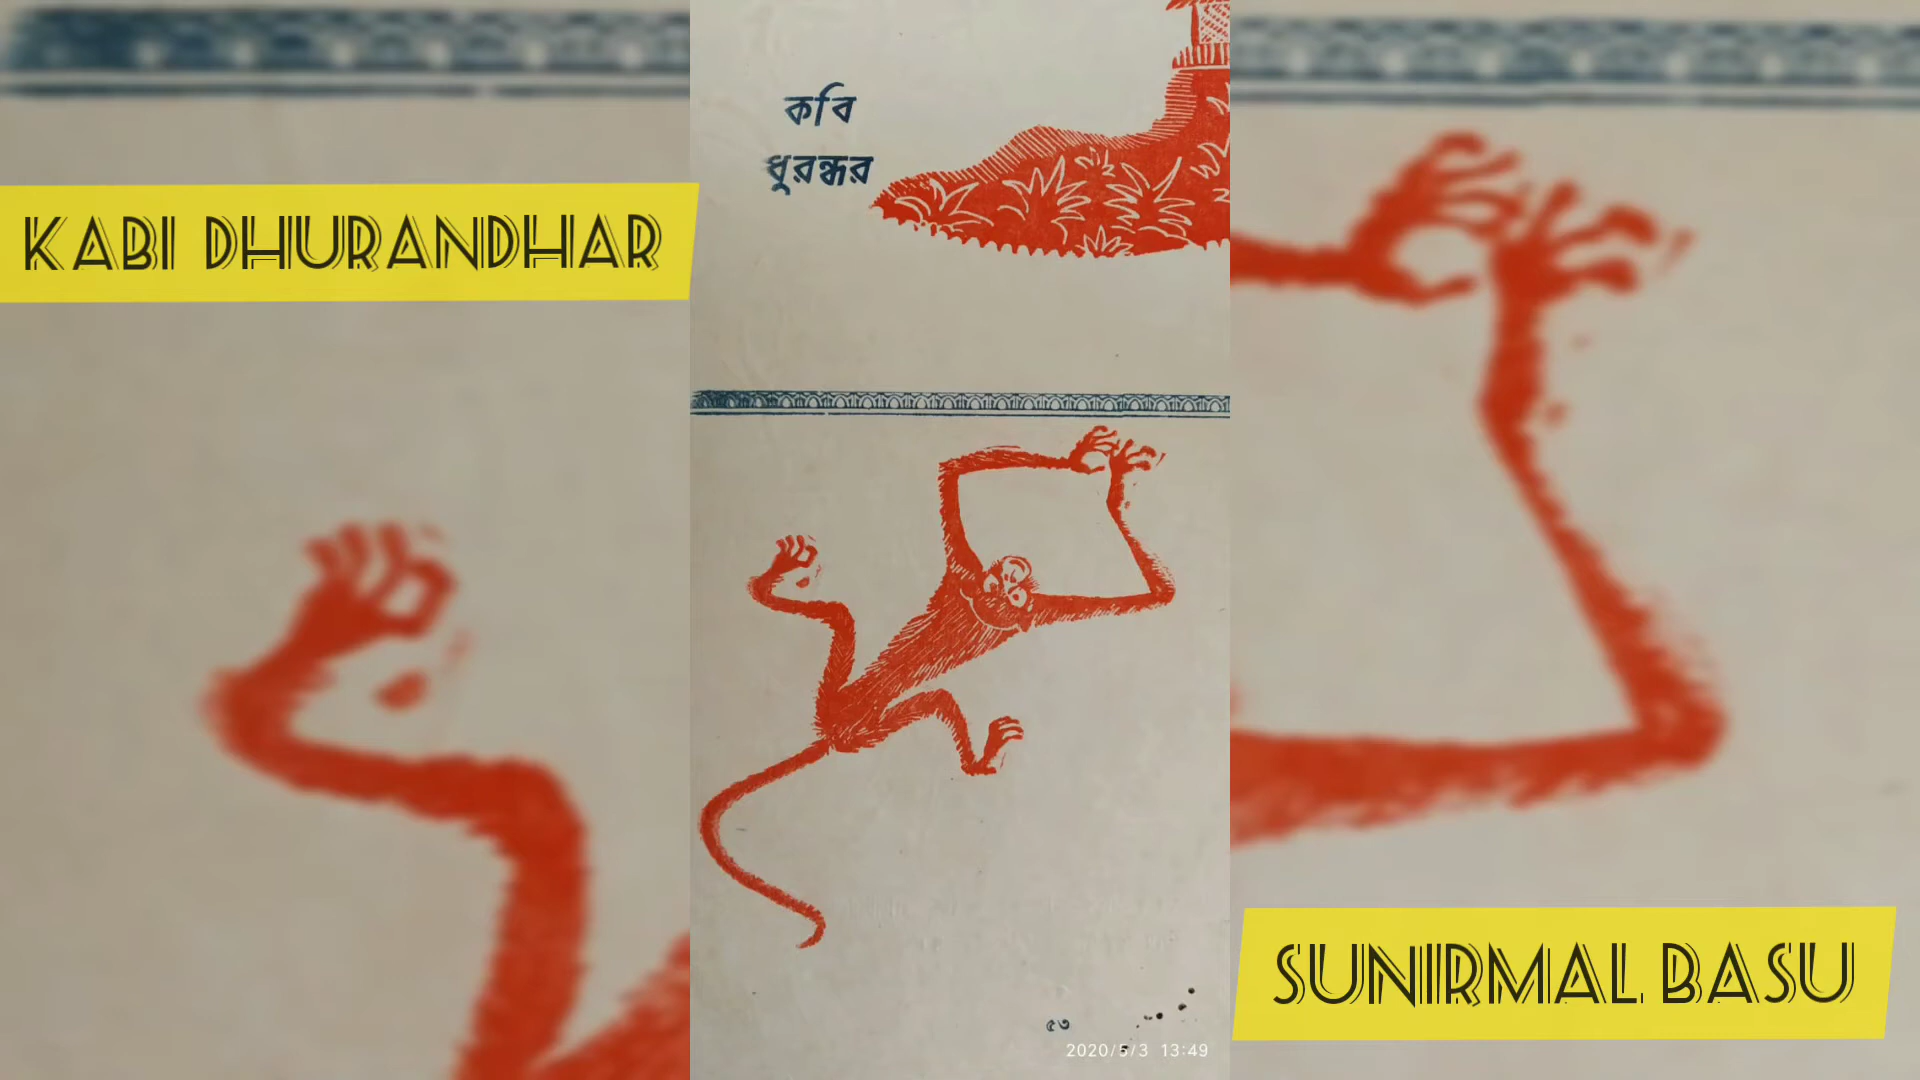 কবি
ধুরন্ধর
KABI DHURANDHAR
SUNIRMAL BASU
৫৩
2020/5/3 13:49